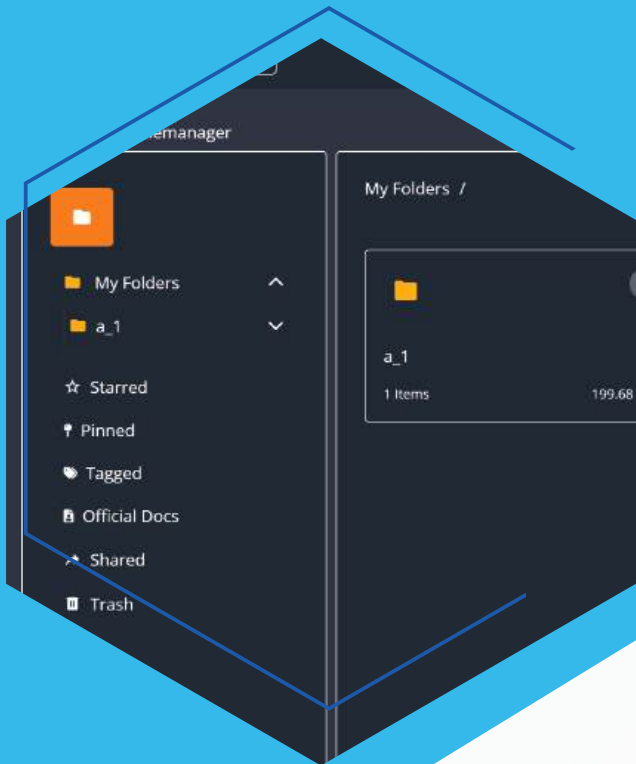 My Folders /
My Folders
a_1
Starred
Pinned
Tagged
Official Docs
Shared
Trash
a_1
1 Items 199.68